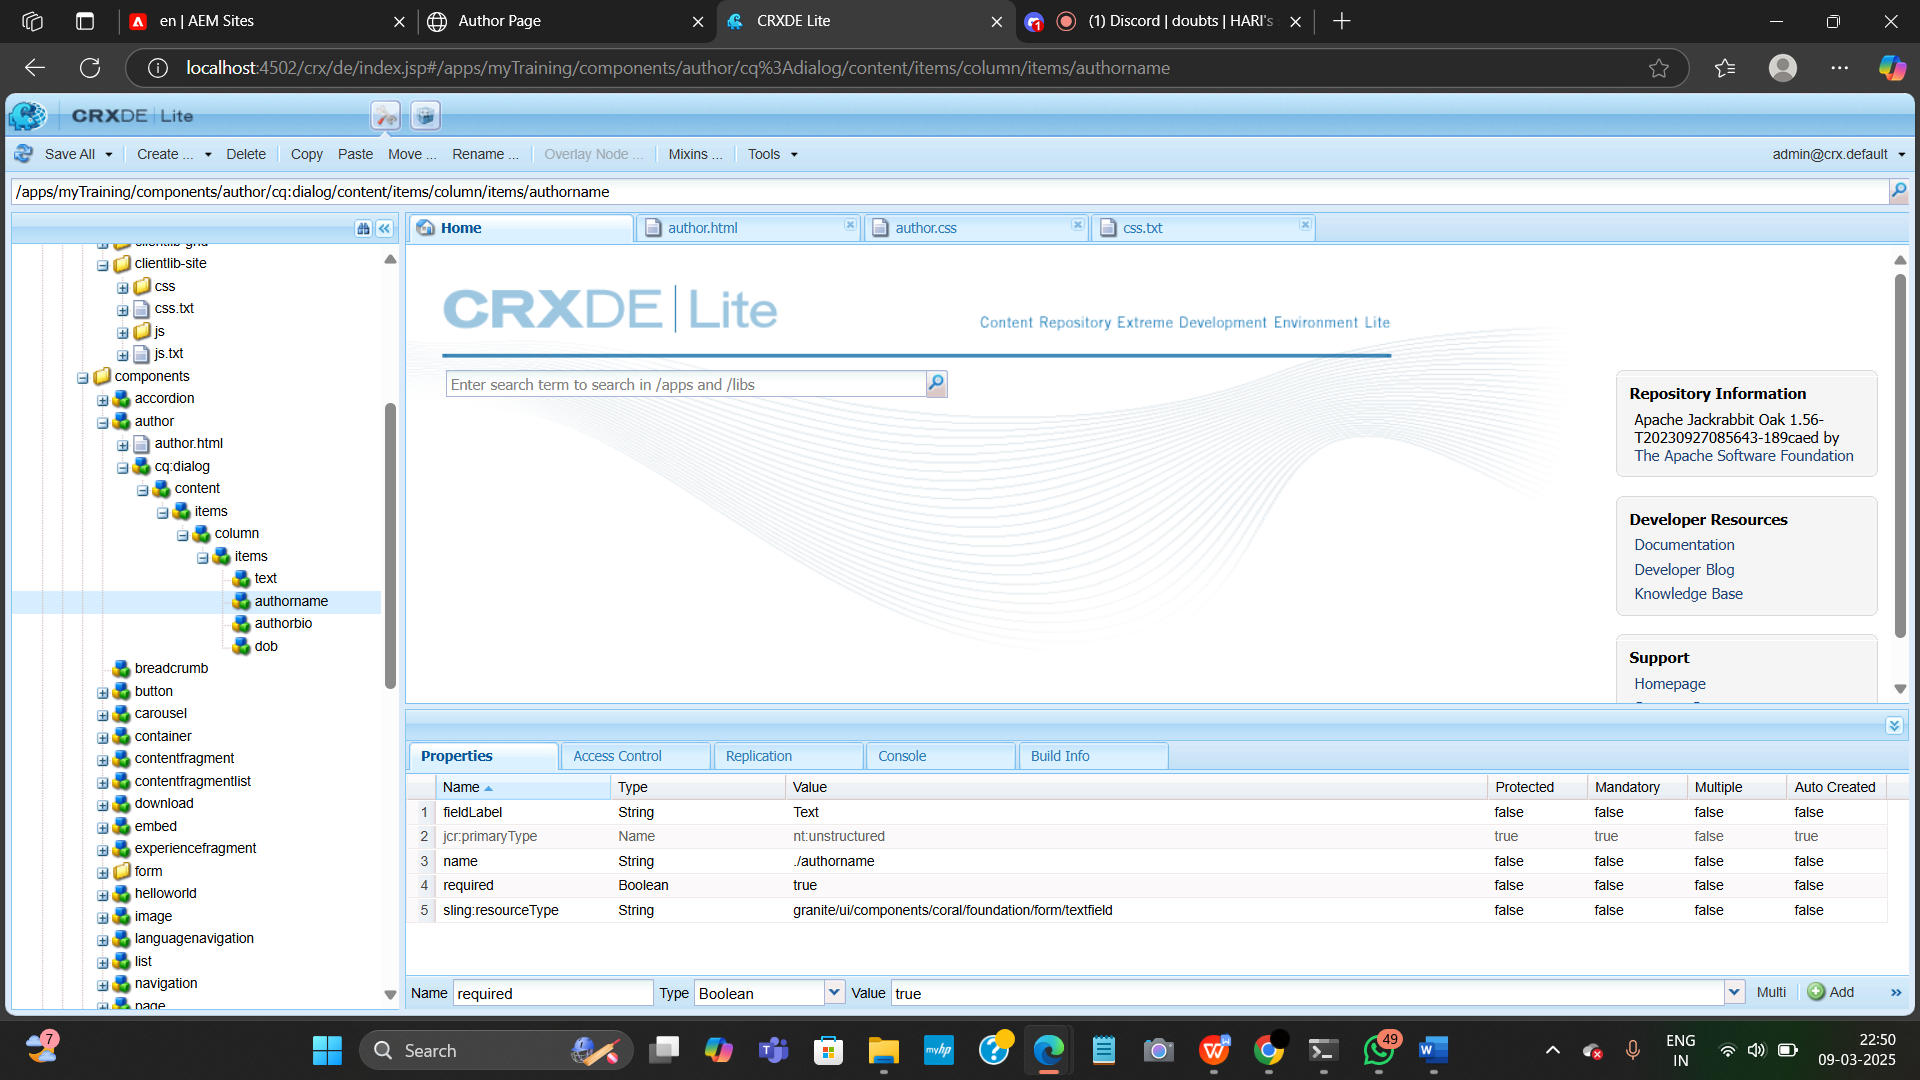 en | AEM Sites
Author Page
CRXDE Lite
(1) Discord | doubts | HARI's
localhost:4502/crx/de/index.jsp#/apps/myTraining/components/author/cq%3Adialog/content/items/column/items/authorname
CRXDE | Lite
Save All
Create ...
Delete
Copy
Paste
Move ...
Rename ...
Overlay Node ...
Mixins ...
Tools
admin@crx.default
/apps/myTraining/components/author/cq:dialog/content/items/column/items/authorname
Home
author.html
author.css
css.txt
clientlib-grid
clientlib-site
css
css.txt
js
js.txt
components
accordion
author
author.html
cq:dialog
content
items
column
items
text
authorname
authorbio
dob
breadcrumb
button
carousel
container
contentfragment
contentfragmentlist
download
embed
experiencefragment
form
helloworld
image
languagenavigation
list
navigation
page
CRXDE | Lite
Content Repository Extreme Development Environment Lite
Enter search term to search in /apps and /libs
Repository Information
Apache Jackrabbit Oak 1.56-
T20230927085643-189caed by
The Apache Software Foundation
Developer Resources
Documentation
Developer Blog
Knowledge Base
Support
Homepage
Properties
Access Control
Replication
Console
Build Info
Name Type Value Protected Mandatory Multiple Auto Created
1 fieldLabel String Text false false false false
2 jcr:primaryType Name nt:unstructured true true false true
3 name String ./authorname false false false false
4 required Boolean true false false false false
5 sling:resourceType String granite/ui/components/coral/foundation/form/textfield false false false false
Name required Type Boolean Value true Multi Add
7
Search
myhp
49
ENG
IN
22:50
09-03-2025